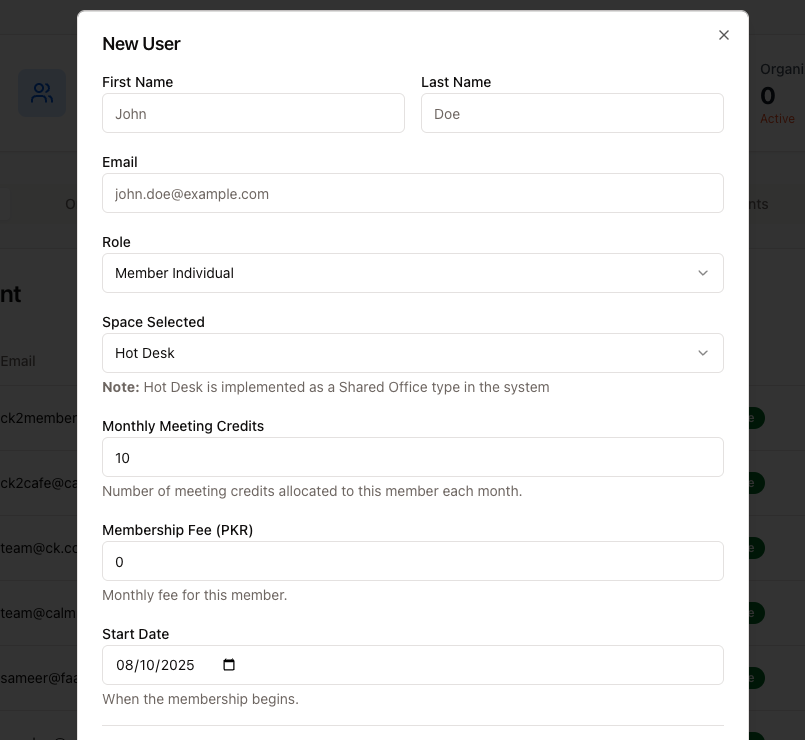 New User
First Name
Last Name
John
Doe
Email
john.doe@example.com
Role
Member Individual
Space Selected
Hot Desk
Note: Hot Desk is implemented as a Shared Office type in the system
Monthly Meeting Credits
10
Number of meeting credits allocated to this member each month.
Membership Fee (PKR)
0
Monthly fee for this member.
Start Date
08/10/2025
When the membership begins.
Organi
0
Active
O
nts
nt
Email
ck2member
ck2cafe@ca
team@ck.co
team@calm
sameer@faa